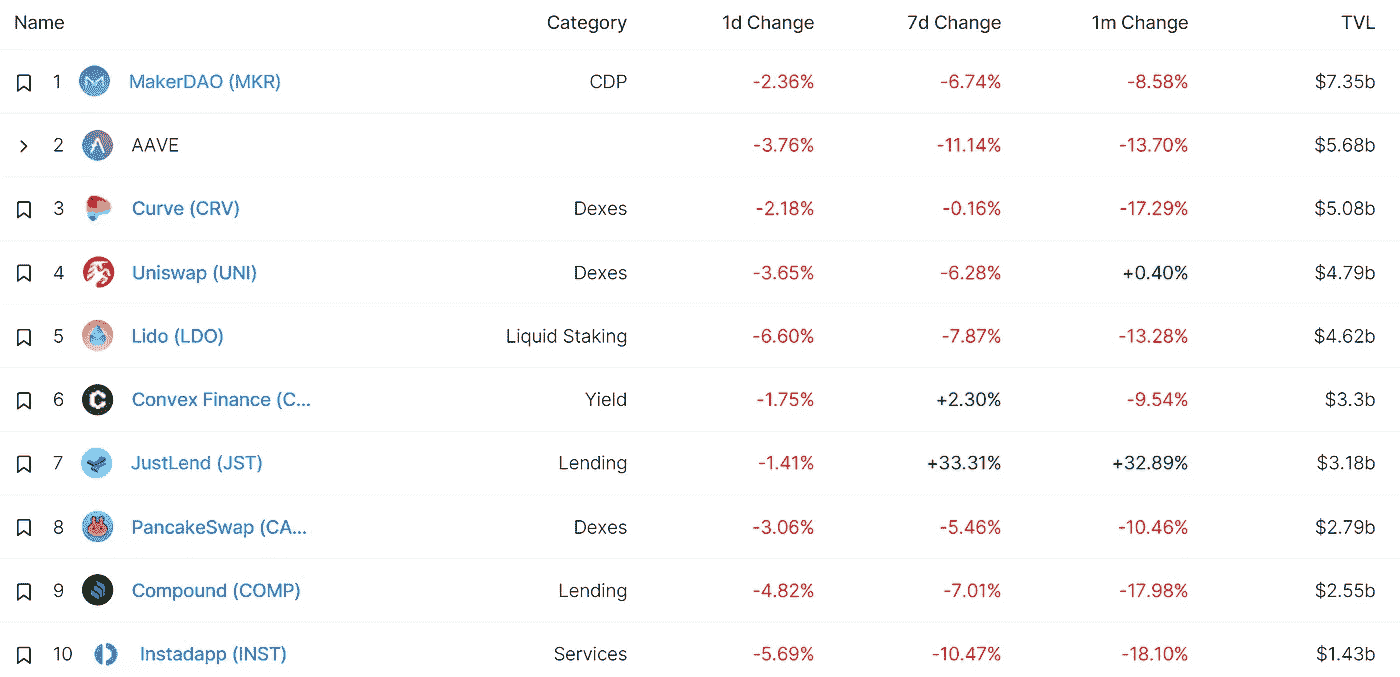 Name Category 1d Change 7d Change 1m Change TVL
1 MakerDAO (MKR) CDP -2.36% -6.74% -8.58% $7.35b
2 AAVE -3.76% -11.14% -13.70% $5.68b
3 Curve (CRV) Dexes -2.18% -0.16% -17.29% $5.08b
4 Uniswap (UNI) Dexes -3.65% -6.28% +0.40% $4.79b
5 Lido (LDO) Liquid Staking -6.60% -7.87% -13.28% $4.62b
6 Convex Finance (C... Yield -1.75% +2.30% -9.54% $3.3b
7 JustLend (JST) Lending -1.41% +33.31% +32.89% $3.18b
8 PancakeSwap (CA... Dexes -3.06% -5.46% -10.46% $2.79b
9 Compound (COMP) Lending -4.82% -7.01% -17.98% $2.55b
10 Instadapp (INST) Services -5.69% -10.47% -18.10% $1.43b